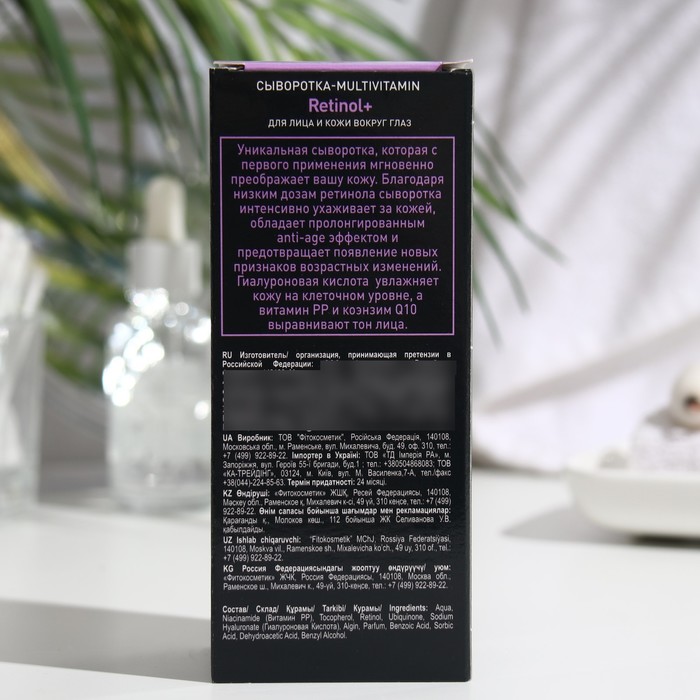 СЫВОРОТКА-MULTIVITAMIN
Retinol+
ДЛЯ ЛИЦА И КОЖИ ВОКРУГ ГЛАЗ
Уникальная сыворотка, которая с
первого применения мгновенно
преображает вашу кожу. Благодаря
низким дозам ретинола сыворотка
интенсивно ухаживает за кожей,
обладает пролонгированным
anti-age эффектом и
предотвращает появление новых
признаков возрастных изменений.
Гиалуроновая кислота увлажняет
кожу на клеточном уровне, а
витамин РР и коэнзим Q10
выравнивают тон лица.
RU Изготовитель/ организация, принимающая претензии в
Российской Федерации:
UA Виробник: ТОВ "Фітокосметик", Російська Федерація, 140108,
Московська обл., м. Раменське, вул. Михалевича, буд. 49, оф. 310, тел.:
+7 (499) 922-89-22. Імпортер в Україні: ТОВ «ТД Імперія РА», м.
Запоріжжя, вул. Героїв 55-ї бригади, буд.1 ; тел.: +380504868083; ТОВ
«КА-ТРЕЙДІНГ», 03124, м. Київ, вул. М. Василенка,7-А, тел./факс
+38(044)-224-85-63. Термін придатності: 24 місяці.
KZ Өндіруші: «Фитокосметик» ЖШҚ, Ресей Федерациясы, 140108,
Мәскеу обл., Раменское қ, Михалевич к-сі, 49 үй, 310 кеңсе, тел.: +7 (499)
922-89-22. Өнім сапасы бойынша шағымдар мен рекламациялар:
Қарағанды қ., Молоков көш., 112 бойынша ЖК Селиванова У.В.
қабылдайды.
UZ Ishlab chiqaruvchi: "Fitokosmetik" MChJ, Rossiya Federatsiyasi,
140108, Moskva vil., Ramenskoe sh., Mixalevicha ko'ch., 49 uy, 310 of., tel.:
+7 (499) 922-89-22.
KG Россия Федерациясындагы жооптуу өндүрүүчү/ уюм:
«Фитокосметик» ЖЧК, Россия Федерациясы, 140108, Москва обл.,
Раменское ш., Михалевич к., 49-үй, 310-кеңсе, тел.: +7 (499) 922-89-22.
Состав/ Склад/ Құрамы/ Tarkibi/ Курамы/ Ingredients: Aqua,
Niacinamide (Витамин РР), Tocopherol, Retinol, Ubiquinone, Sodium
Hyaluronate (Гиалуроновая Кислота), Algin, Parfum, Benzoic Acid, Sorbic
Acid, Dehydroacetic Acid, Benzyl Alcohol.